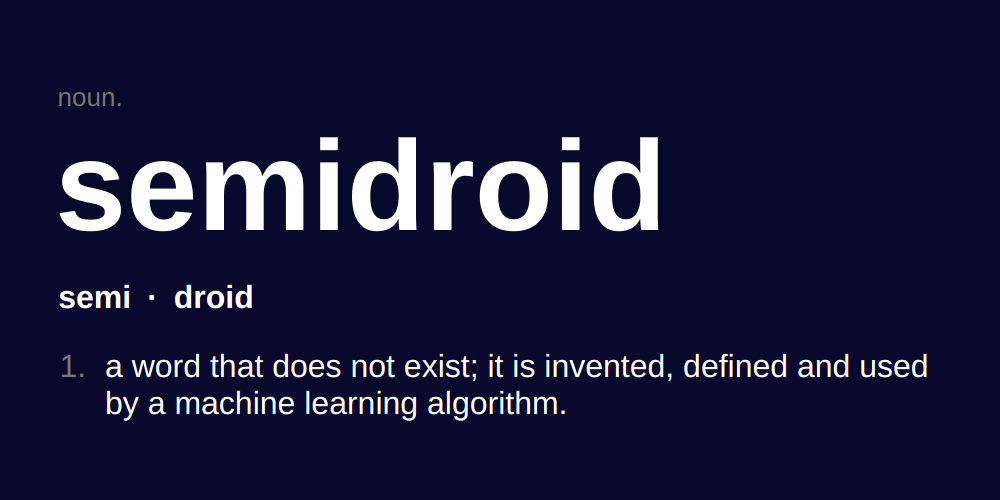 noun.
semidroid
semi · droid
1. a word that does not exist; it is invented, defined and used
by a machine learning algorithm.